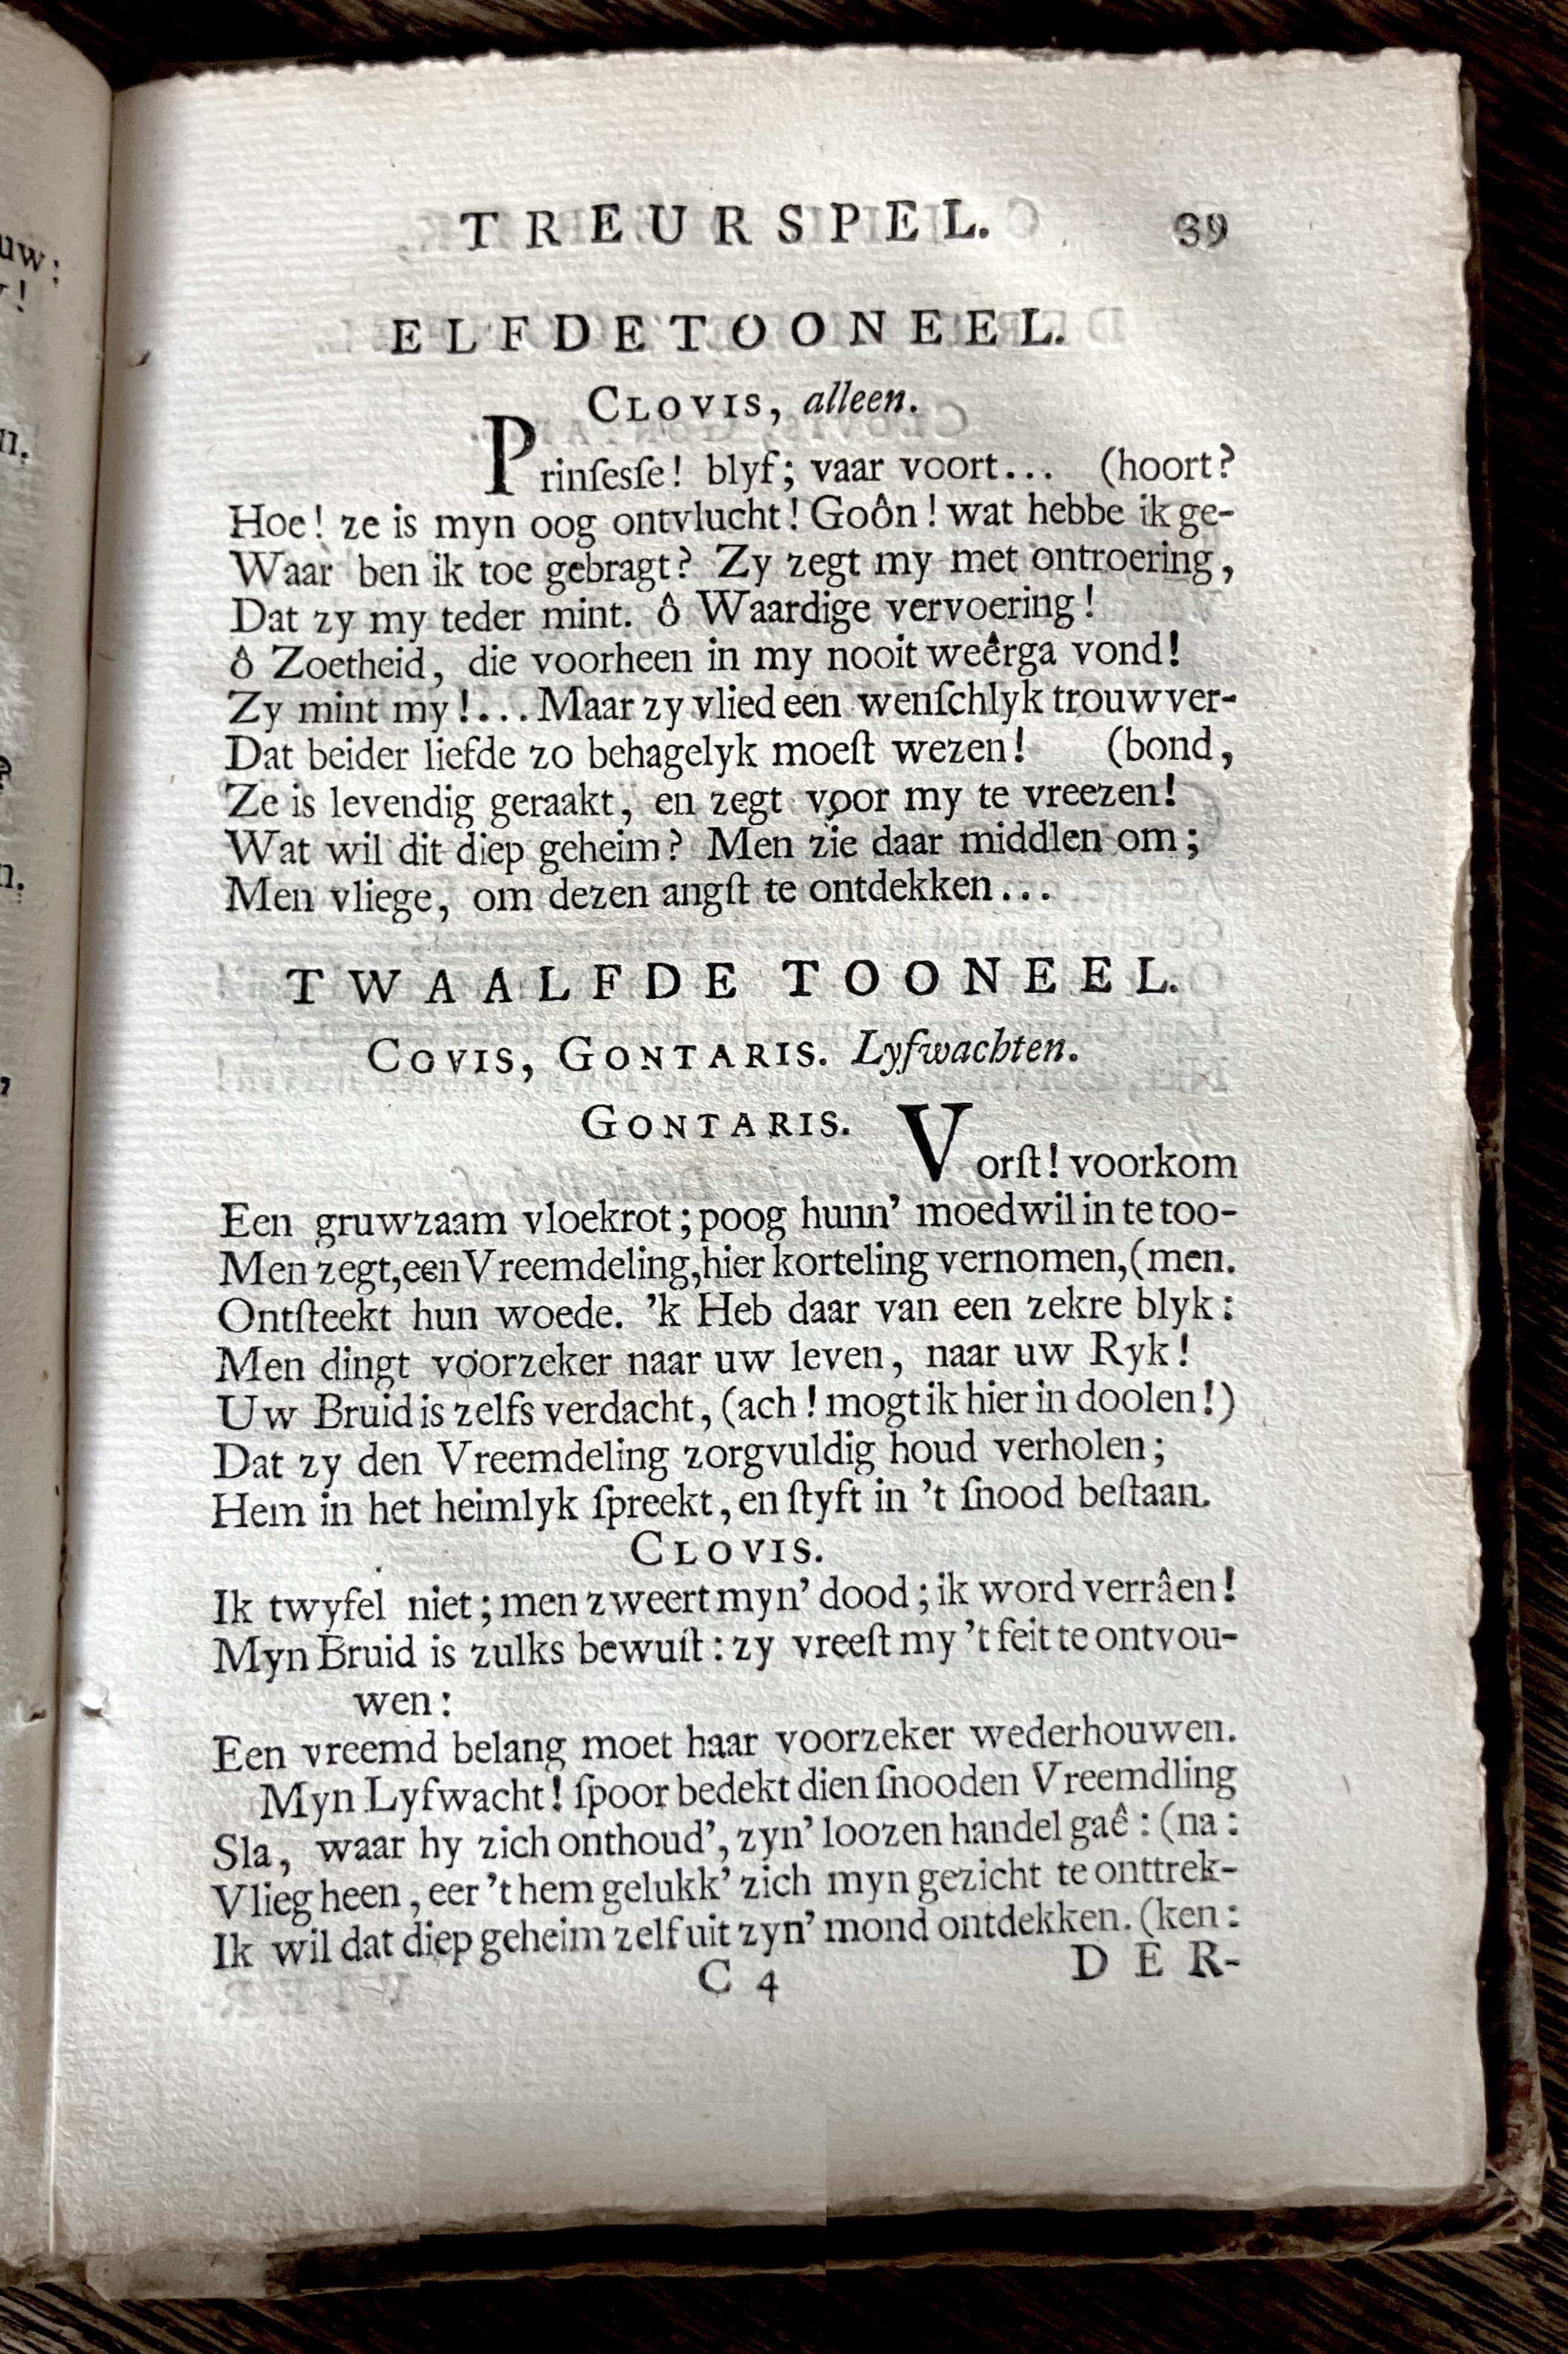 TREURSPEL. 39
ELFDE TOONEEL.
CLOVIS, alleen.
Prinſesſe! blyf; vaar voort... (hoort?
Hoe! ze is myn oog ontvlucht! Goôn! wat hebbe ik ge-
Waar ben ik toe gebragt? Zy zegt my met ontroering,
Dat zy my teder mint. ô Waardige vervoering!
ô Zoetheid, die voorheen in my nooit weêrga vond!
Zy mint my!...Maar zy vlied een wenſchlyk trouwver-
Dat beider liefde zo behagelyk moeſt wezen! (bond,
Ze is levendig geraakt, en zegt voor my te vreezen!
Wat wil dit diep geheim? Men zie daar middlen om;
Men vliege, om dezen angſt te ontdekken...
TWAALFDE TOONEEL.
COVIS, GONTARIS. Lyfwachten.
GONTARIS. Vorſt! voorkom
Een gruwzaam vloekrot; poog hunn' moedwil in te too-
Men zegt, een Vreemdeling, hier korteling vernomen, (men.
Ontſteekt hun woede. 'k Heb daar van een zekre blyk:
Men dingt voorzeker naar uw leven, naar uw Ryk!
Uw Bruid is zelfs verdacht, (ach! mogt ik hier in doolen!)
Dat zy den Vreemdeling zorgvuldig houd verholen;
Hem in het heimlyk ſpreekt, en ſtyft in 't ſnood beſtaan.
CLOVIS.
Ik twyfel niet; men zweert myn' dood; ik word verrâen!
Myn Bruid is zulks bewuſt: zy vreeſt my 't feit te ontvou-
wen:
Een vreemd belang moet haar voorzeker wederhouwen.
Myn Lyfwacht! ſpoor bedekt dien ſnooden Vreemdling
Sla, waar hy zich onthoud', zyn' loozen handel gaê: (na:
Vlieg heen, eer 't hem gelukk' zich myn gezicht te onttrek-
Ik wil dat diep geheim zelf uit zyn' mond ontdekken. (ken:
C 4 DER-